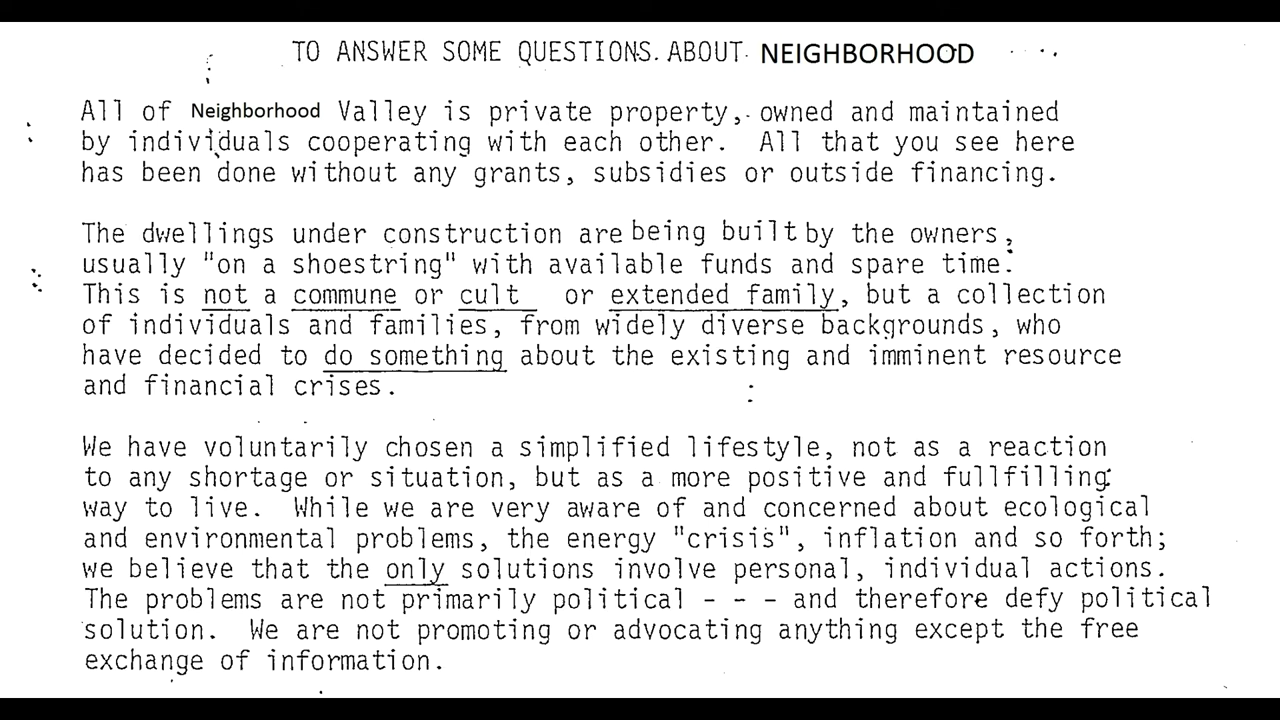 TO ANSWER SOME QUESTIONS ABOUT NEIGHBORHOOD
All of Neighborhood Valley is private property, owned and maintained
by individuals cooperating with each other. All that you see here
has been done without any grants, subsidies or outside financing.
The dwellings under construction are being built by the owners,
usually "on a shoestring" with available funds and spare time.
This is not a commune or cult or extended family, but a collection
of individuals and families, from widely diverse backgrounds, who
have decided to do something about the existing and imminent resource
and financial crises.
We have voluntarily chosen a simplified lifestyle, not as a reaction
to any shortage or situation, but as a more positive and fullfilling
way to live. While we are very aware of and concerned about ecological
and environmental problems, the energy "crisis", inflation and so forth;
we believe that the only solutions involve personal, individual actions.
The problems are not primarily political - - - and therefore defy political
solution. We are not promoting or advocating anything except the free
exchange of information.